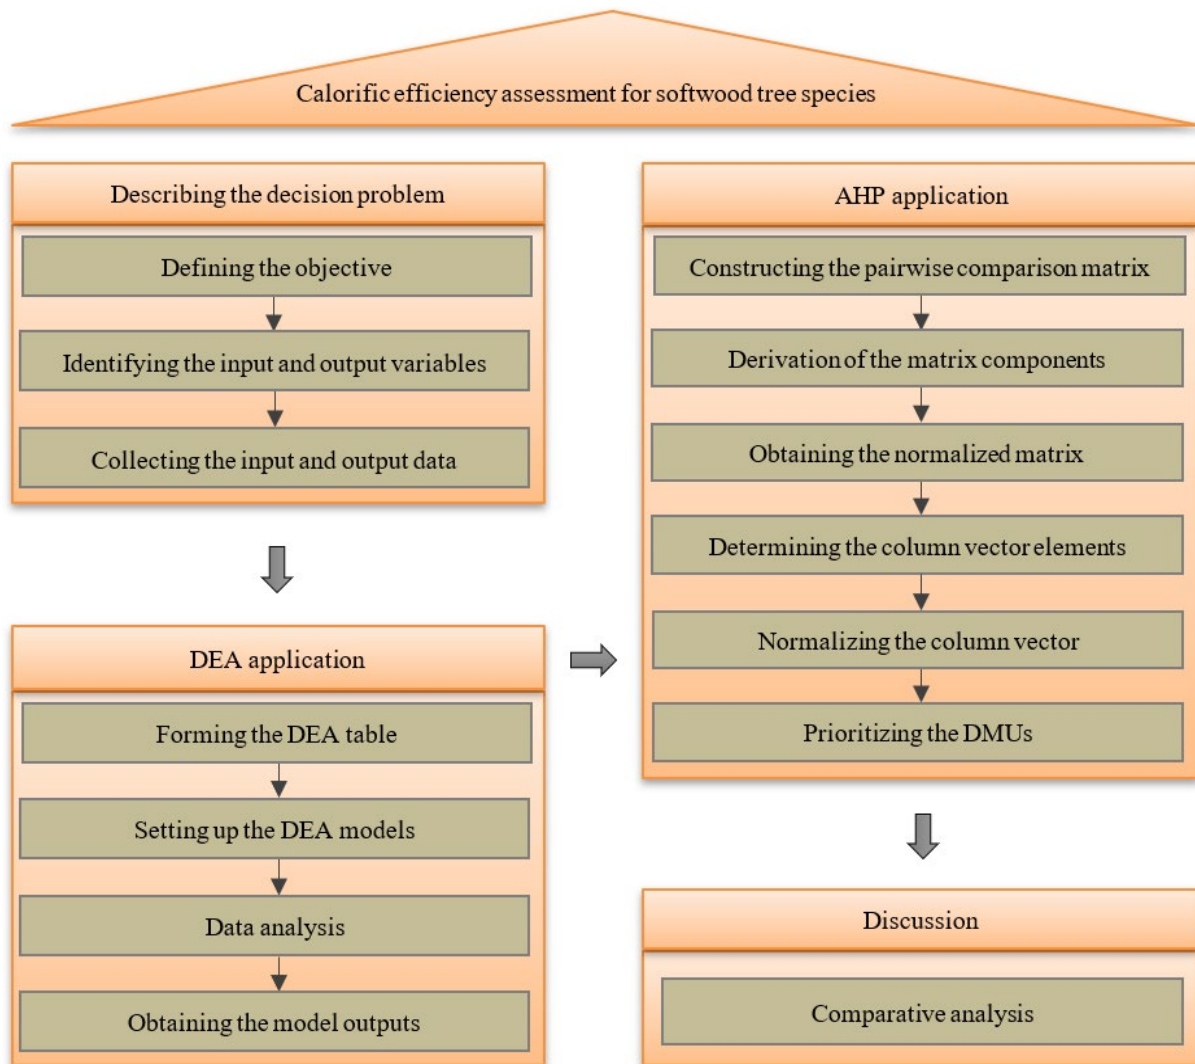 Calorific efficiency assessment for softwood tree species
Describing the decision problem
Defining the objective
Identifying the input and output variables
Collecting the input and output data
DEA application
Forming the DEA table
Setting up the DEA models
Data analysis
Obtaining the model outputs
AHP application
Constructing the pairwise comparison matrix
Derivation of the matrix components
Obtaining the normalized matrix
Determining the column vector elements
Normalizing the column vector
Prioritizing the DMUs
Discussion
Comparative analysis